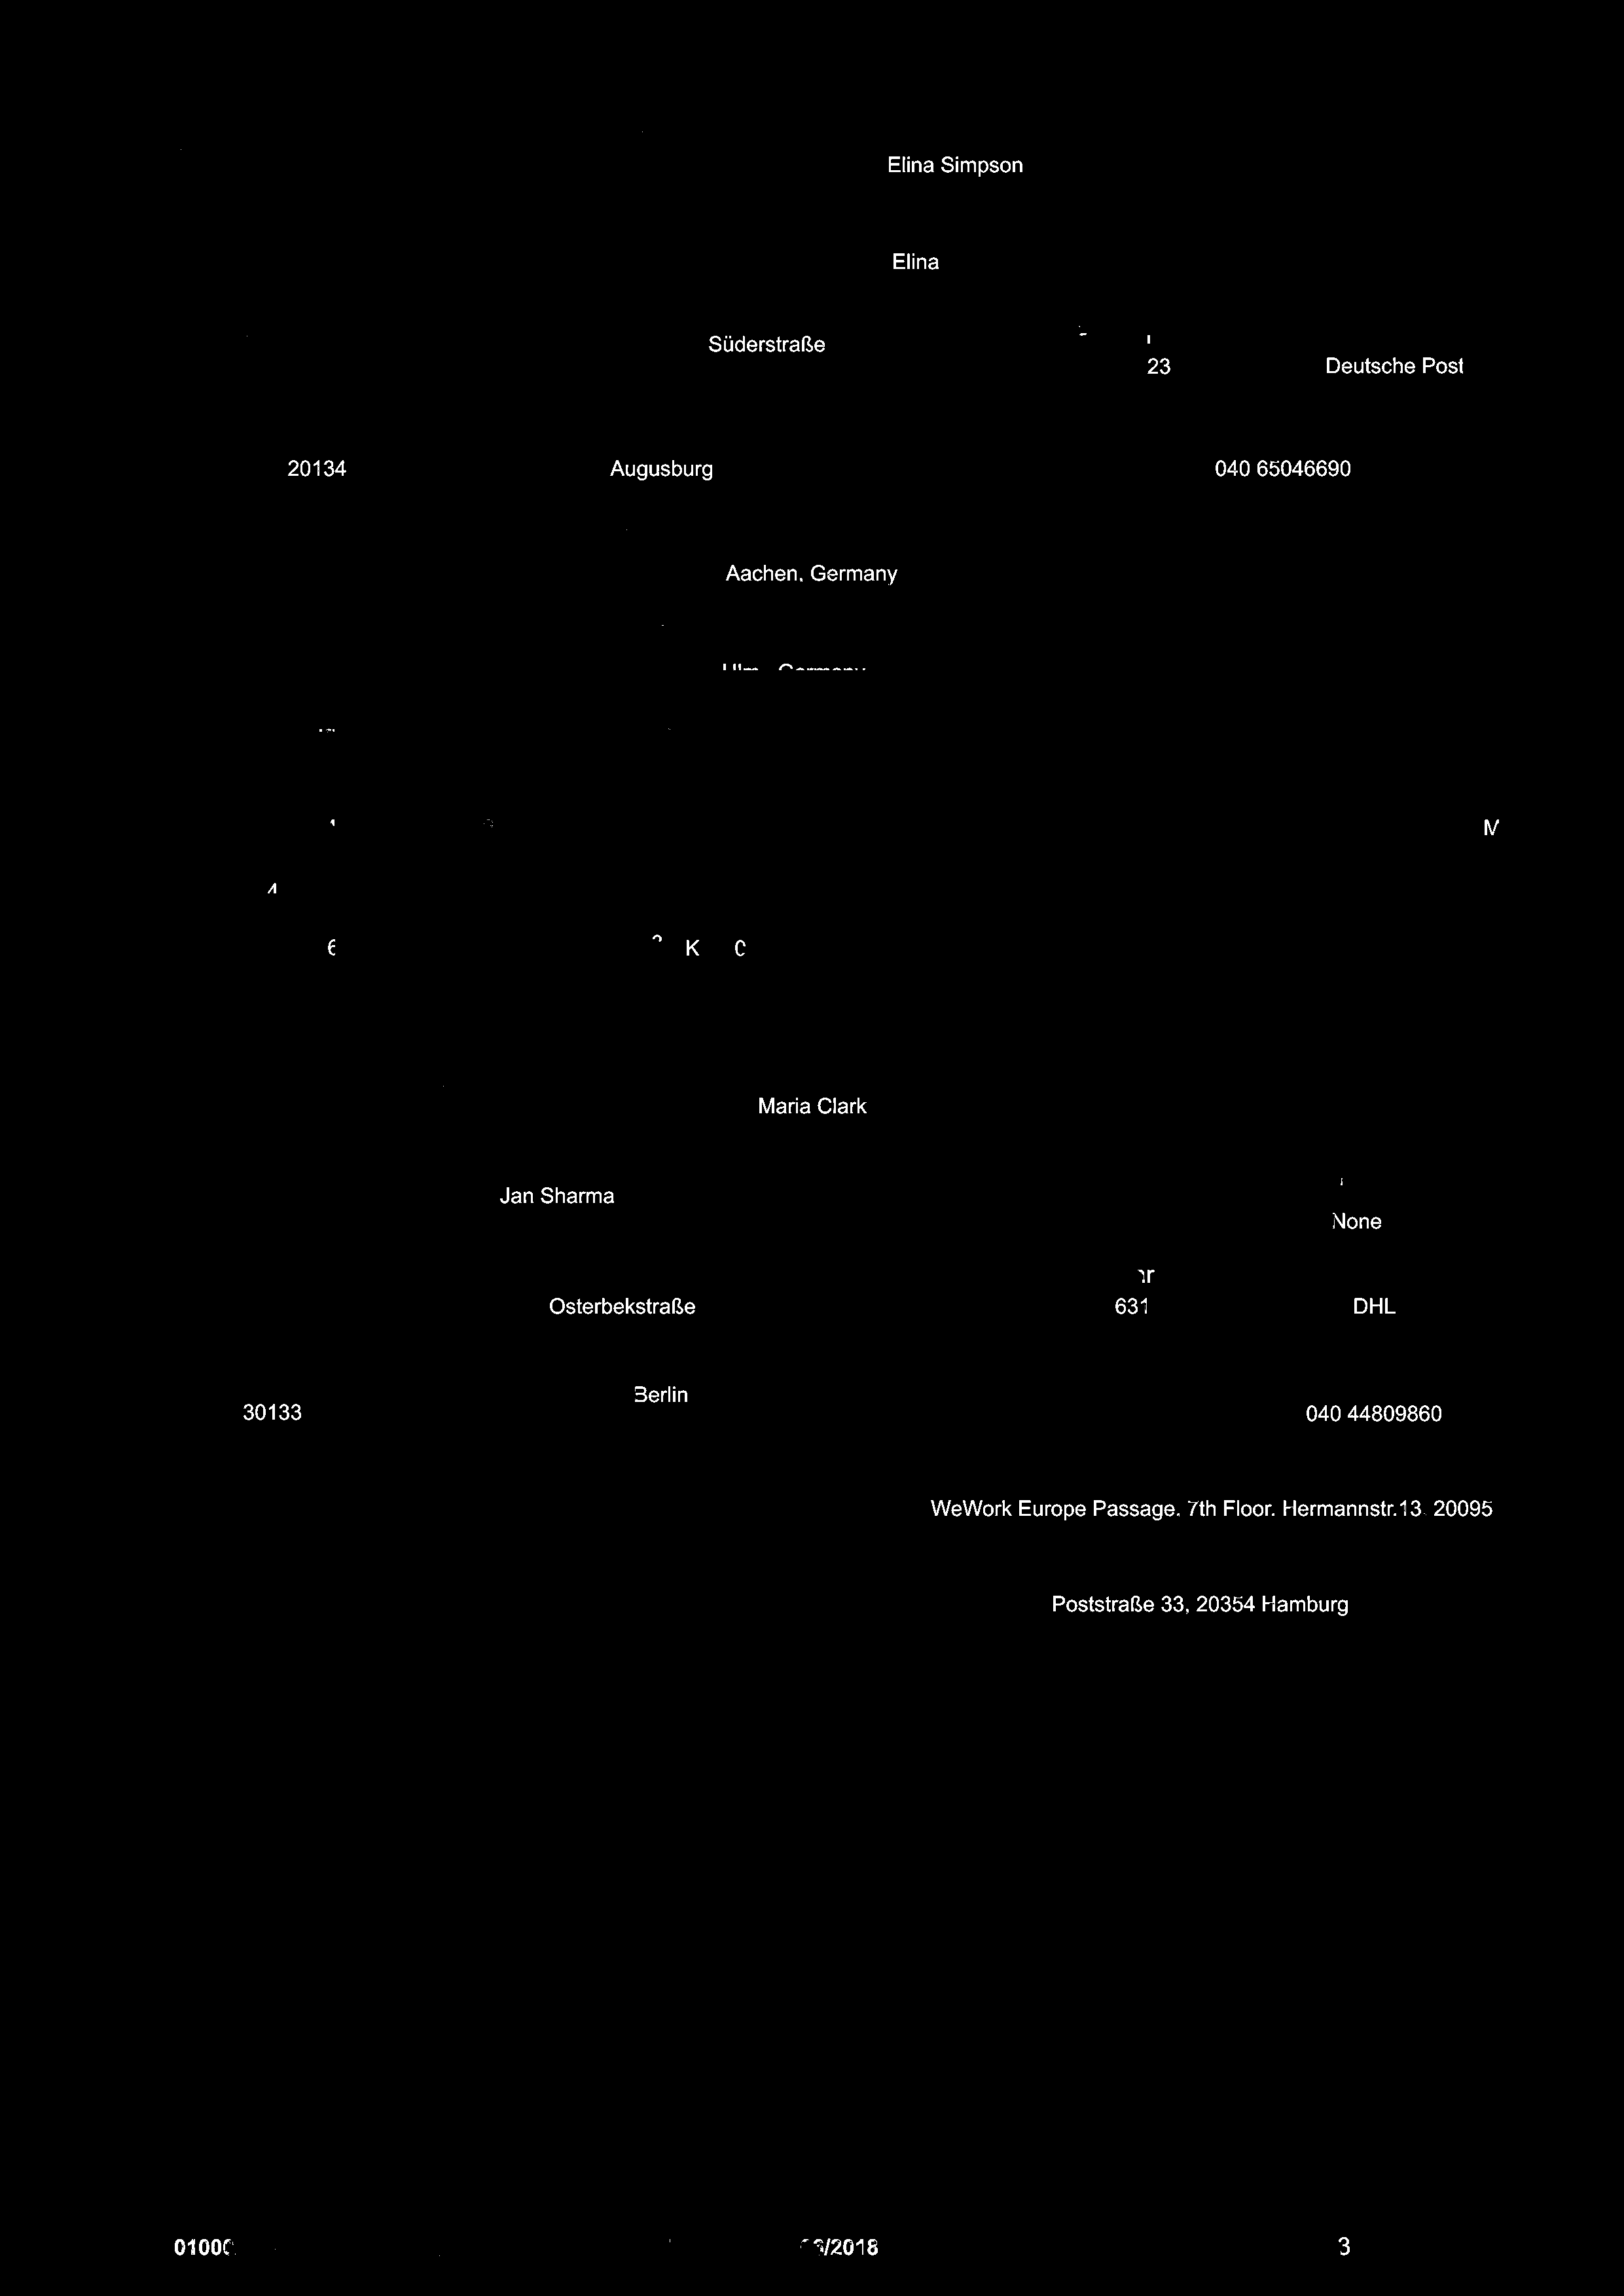 Elina Simpson
Elina
Süderstraße
23 Deutsche Post
20134 Augusburg 040 65046690
Aachen, Germany
Germany
M
4
6 K
Maria Clark
Jan Sharma
None
Osterbekstraße 631 DHL
Berlin
30133 040 44809860
WeWork Europe Passage. 7th Floor. Hermannstr.13. 20095
Poststraße 33, 20354 Hamburg
/2018 3